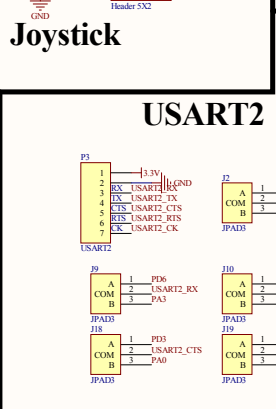 GND
Header 5X2
Joystick
USART2
P3
1 3.3V
2 GND
3 RX USART2_RX
4 TX USART2_TX
5 CTS USART2_CTS
6 RTS USART2_RTS
7 CK USART2_CK
USART2
J2
A 1
COM 2
B 3
JPAD3
J9
A 1 PD6
COM 2 USART2_RX
B 3 PA3
JPAD3
J10
A 1
COM 2
B 3
JPAD3
J18
A 1 PD3
COM 2 USART2_CTS
B 3 PA0
JPAD3
J19
A 1
COM 2
B 3
JPAD3